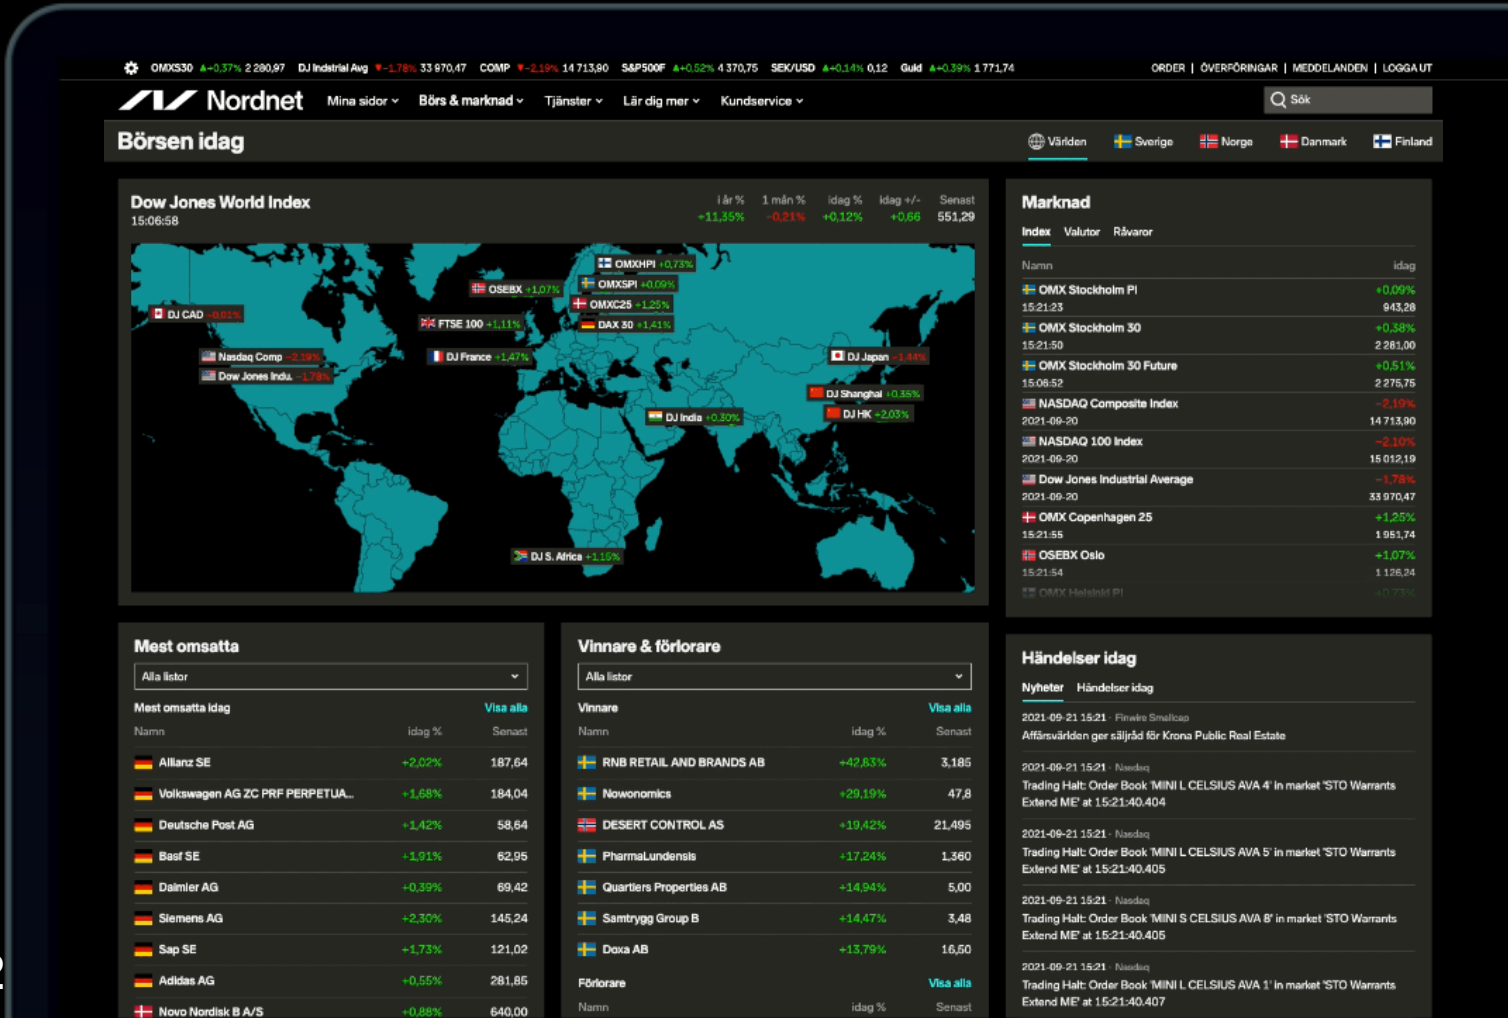 OMXS30 ▲+0,37% 2 280,97 DJ Indstrial Avg ▼-1,78% 33 970,47 COMP ▼-2,19% 14 713,90 S&P500F ▲+0,52% 4 370,75 SEK/USD ▲+0,14% 0,12 Guld ▲+0,39% 1 771,74 ORDER | ÖVERFÖRINGAR | MEDDELANDEN | LOGGA UT
Nordnet Mina sidor Börs & marknad Tjänster Lär dig mer Kundservice Sök
Börsen idag Världen Sverige Norge Danmark Finland
Dow Jones World Index
15:06:58
i år % 1 mån % idag % idag +/- Senast
+11,35% -0,21% +0,12% +0,66 551,29
OMXHPI +0,73%
OSEBX +1,07% OMXSPI +0,09%
OMXC25 +1,25%
DJ CAD -0,01%
FTSE 100 +1,11% DAX 30 +1,41%
Nasdaq Comp -2,19% DJ France +1,47% DJ Japan -1,44%
Dow Jones Indu. -1,78%
DJ Shanghai +0,35%
DJ India +0,30% DJ HK +2,03%
DJ S. Africa +1,15%
Marknad
Index Valutor Råvaror
Namn idag
OMX Stockholm PI +0,09%
15:21:23 943,28
OMX Stockholm 30 +0,38%
15:21:50 2 281,00
OMX Stockholm 30 Future +0,51%
15:06:52 2 275,75
NASDAQ Composite Index -2,19%
2021-09-20 14 713,90
NASDAQ 100 Index -2,10%
2021-09-20 15 012,19
Dow Jones Industrial Average -1,78%
2021-09-20 33 970,47
OMX Copenhagen 25 +1,25%
15:21:55 1 951,74
OSEBX Oslo +1,07%
15:21:54 1 126,24
OMX Helsinki PI +0,73%
Mest omsatta
Alla listor
Mest omsatta idag Visa alla
Namn idag % Senast
Allianz SE +2,02% 187,64
Volkswagen AG ZC PRF PERPETUA... +1,68% 184,04
Deutsche Post AG +1,42% 58,64
Basf SE +1,91% 62,95
Daimler AG +0,39% 69,42
Siemens AG +2,30% 145,24
Sap SE +1,73% 121,02
Adidas AG +0,55% 281,85
Novo Nordisk B A/S +0,88% 640,00
Vinnare & förlorare
Alla listor
Vinnare Visa alla
Namn idag % Senast
RNB RETAIL AND BRANDS AB +42,83% 3,185
Nowonomics +29,19% 47,8
DESERT CONTROL AS +19,42% 21,495
PharmaLundensis +17,24% 1,360
Quartiers Properties AB +14,94% 5,00
Samtrygg Group B +14,47% 3,48
Doxa AB +13,79% 16,50
Förlorare Visa alla
Namn idag % Senast
Händelser idag
Nyheter Händelser idag
2021-09-21 15:21 · Finwire Smallcap
Affärsvärlden ger säljråd för Krona Public Real Estate
2021-09-21 15:21 · Nasdaq
Trading Halt: Order Book 'MINI L CELSIUS AVA 4' in market 'STO Warrants
Extend ME' at 15:21:40.404
2021-09-21 15:21 · Nasdaq
Trading Halt: Order Book 'MINI L CELSIUS AVA 5' in market 'STO Warrants
Extend ME' at 15:21:40.405
2021-09-21 15:21 · Nasdaq
Trading Halt: Order Book 'MINI S CELSIUS AVA 8' in market 'STO Warrants
Extend ME' at 15:21:40.405
2021-09-21 15:21 · Nasdaq
Trading Halt: Order Book 'MINI L CELSIUS AVA 1' in market 'STO Warrants
Extend ME' at 15:21:40.407